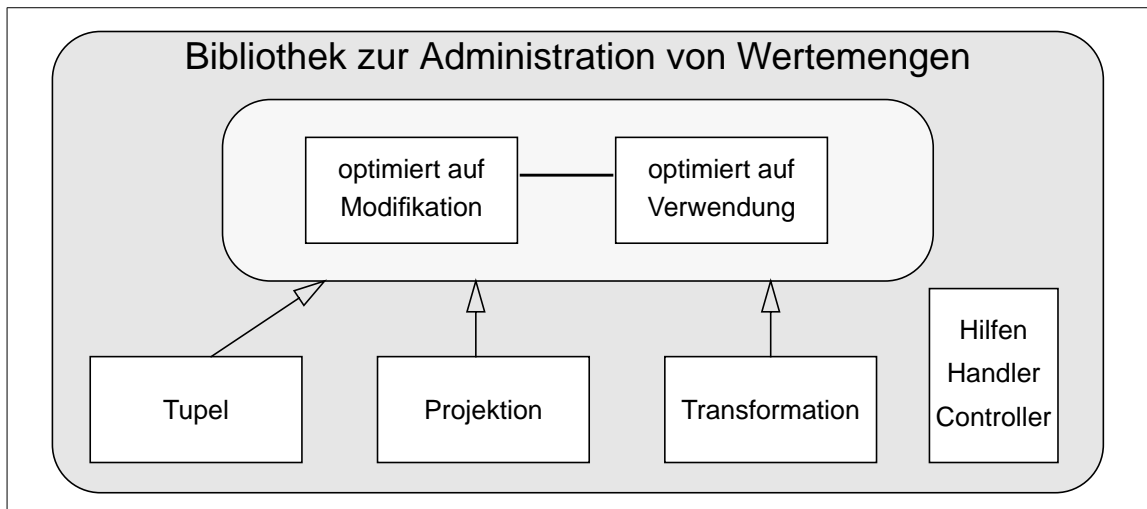 Bibliothek zur Administration von Wertemengen
optimiert auf
Modifikation
optimiert auf
Verwendung
Tupel
Projektion
Transformation
Hilfen
Handler
Controller